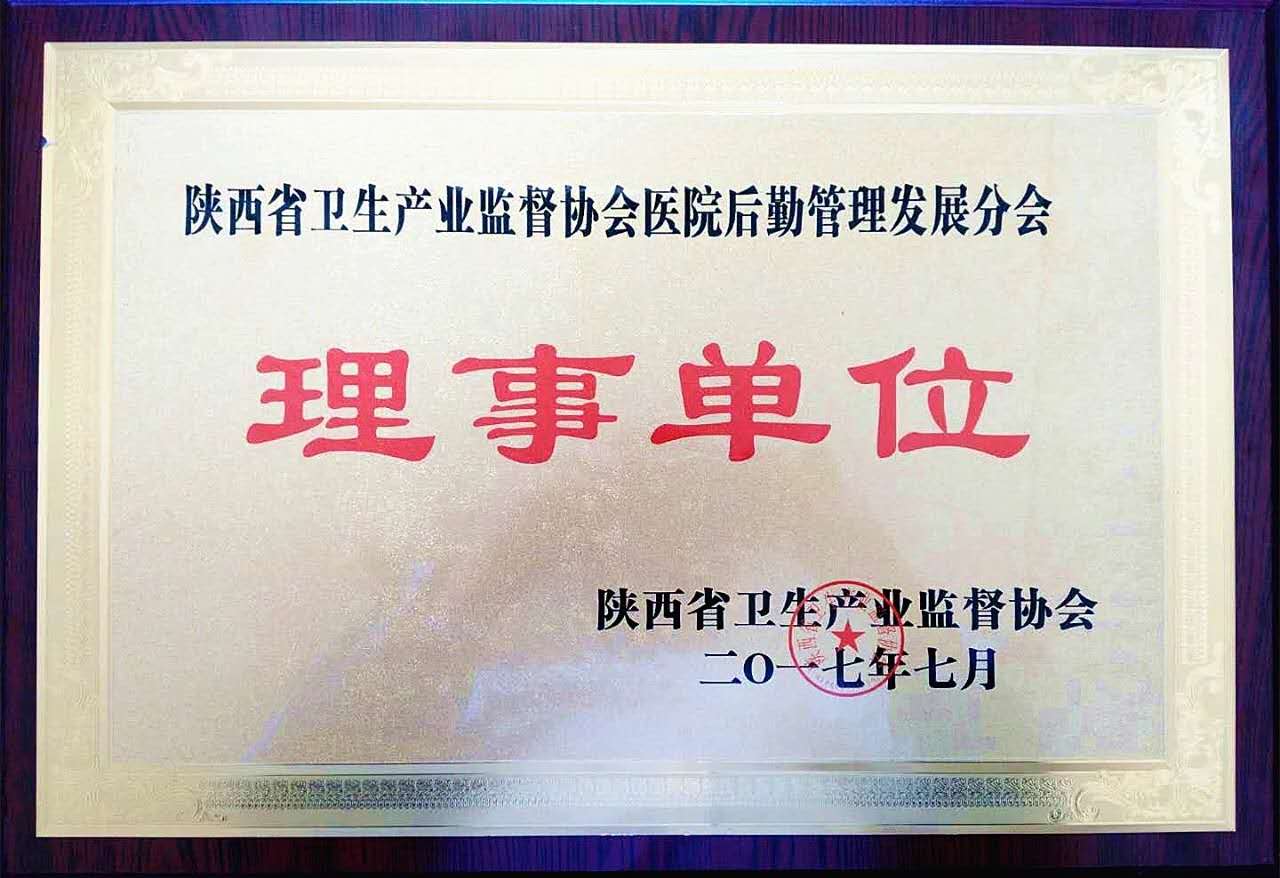 陕西省卫生产业监督协会医院后勤管理发展分会
理事单位
陕西省卫生产业监督协会
二〇一七年七月